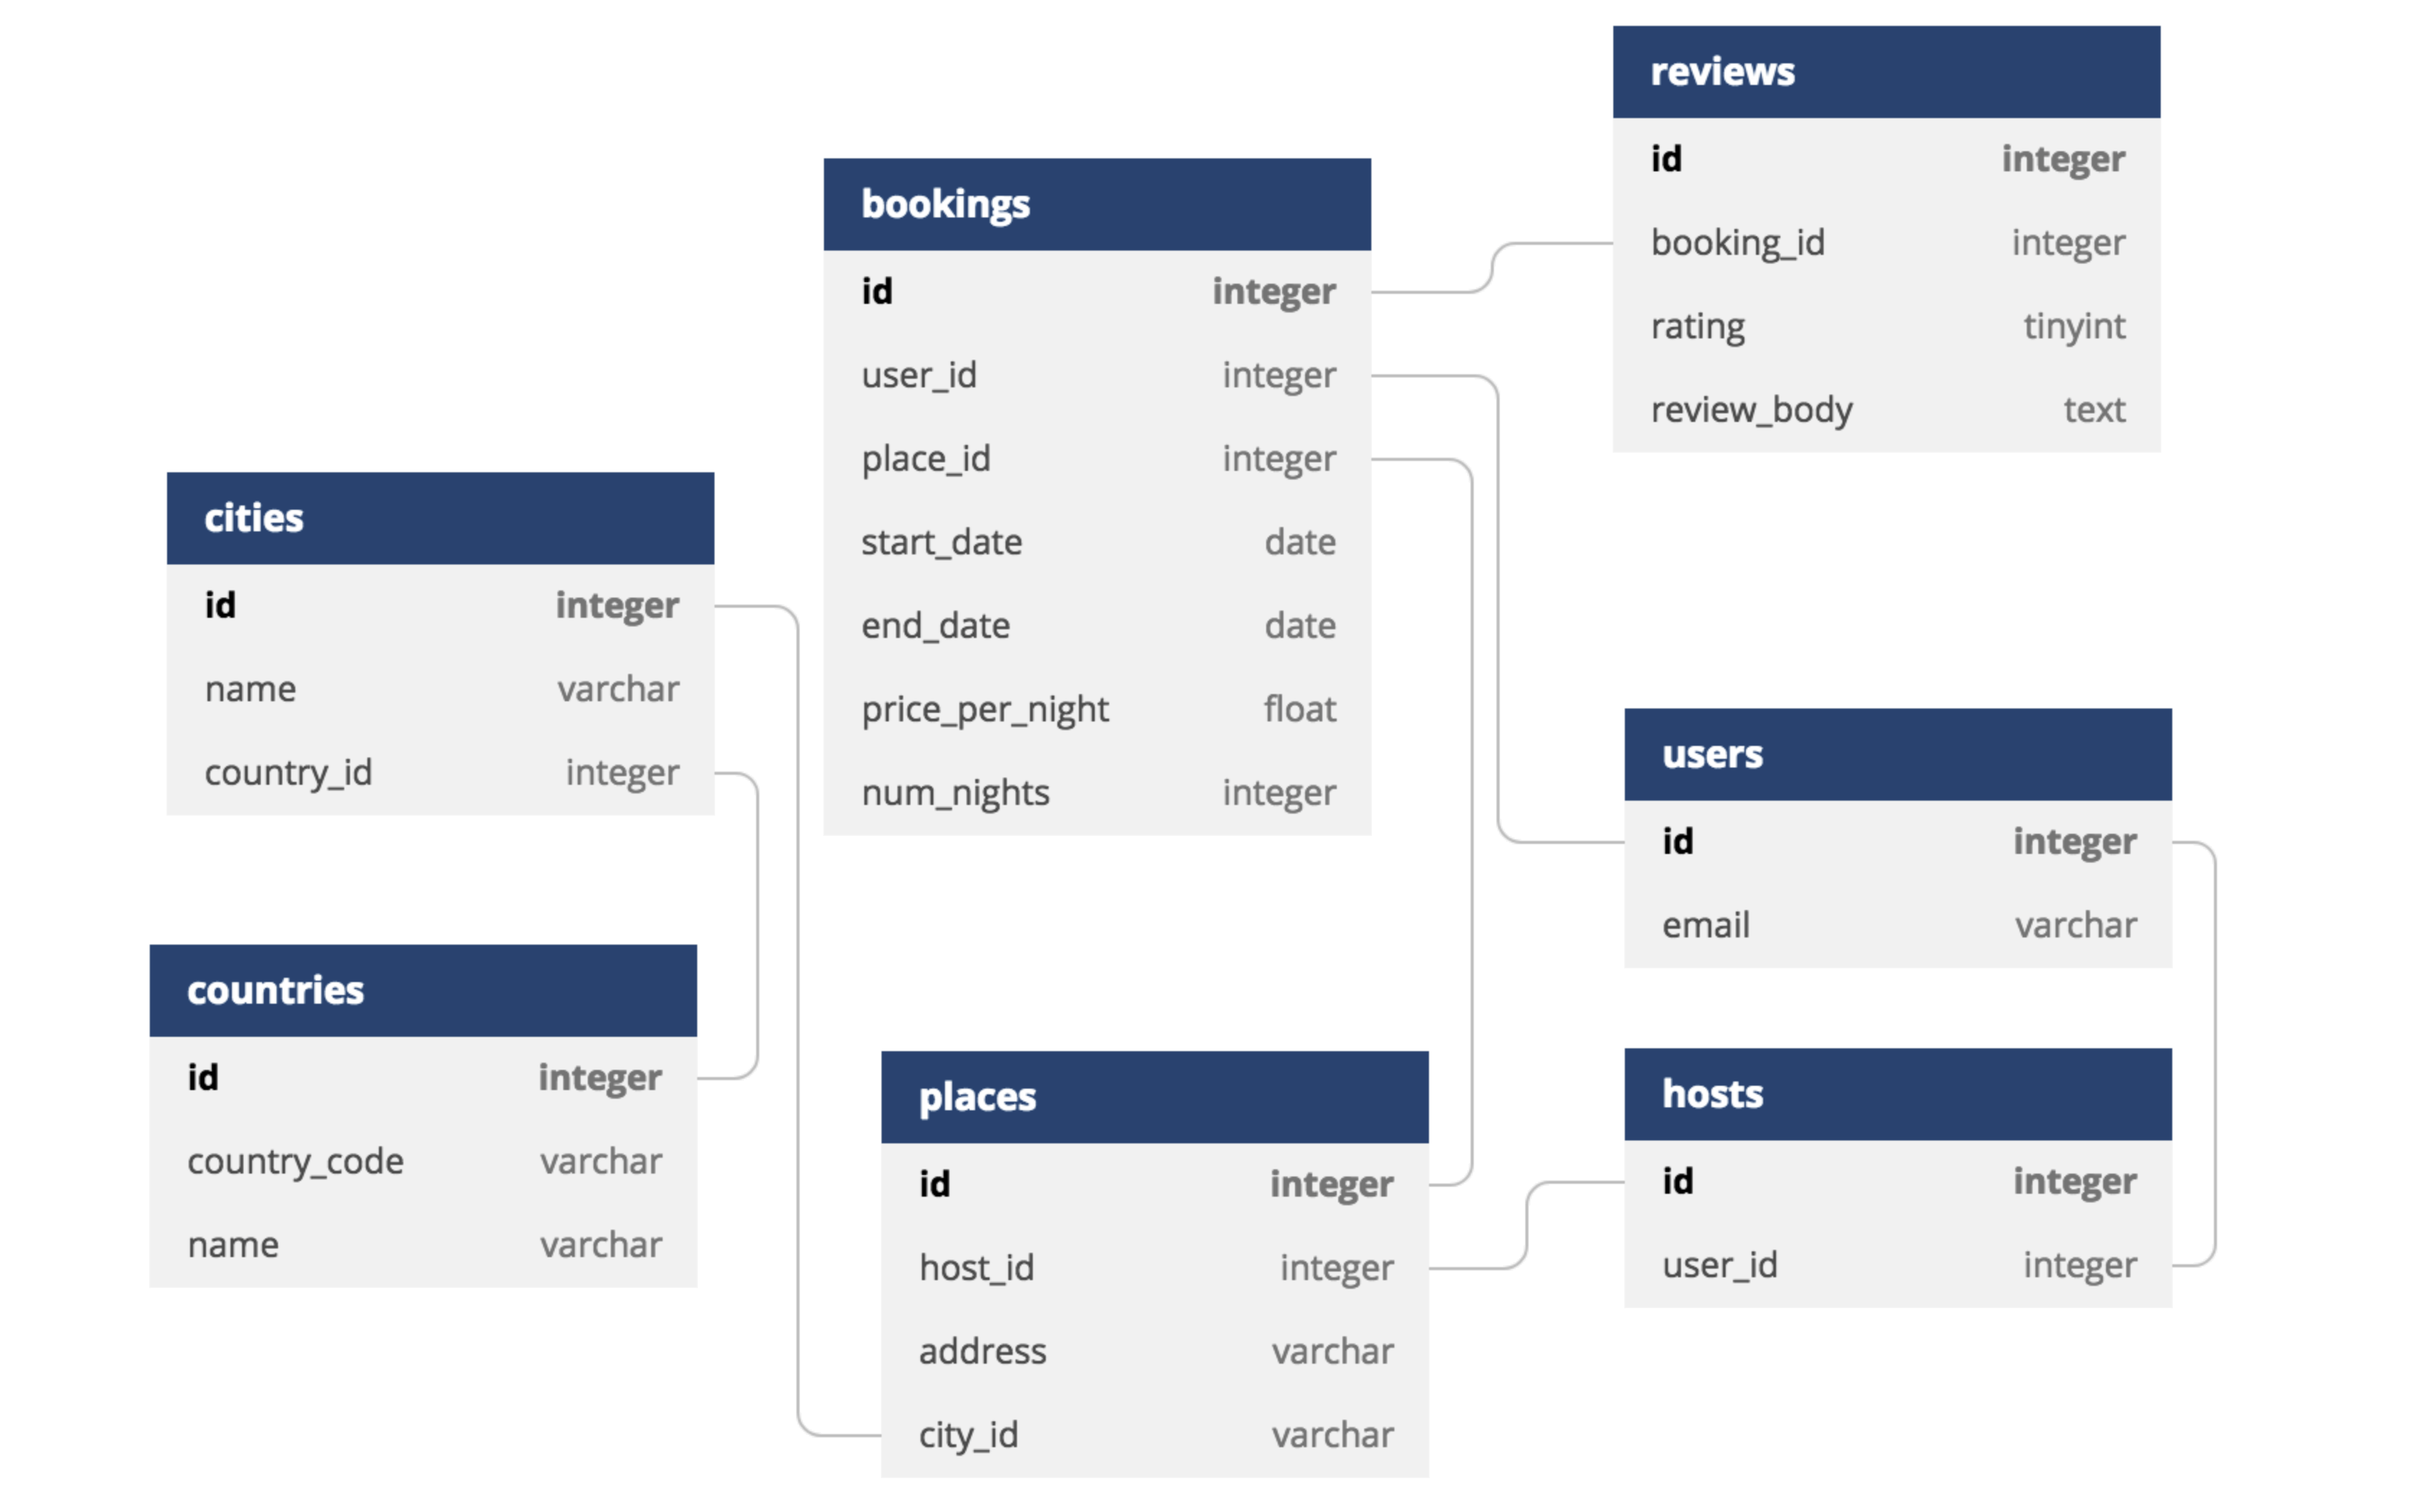 reviews
id integer
booking_id integer
rating tinyint
review_body text
bookings
id integer
user_id integer
place_id integer
start_date date
end_date date
price_per_night float
num_nights integer
cities
id integer
name varchar
country_id integer
users
id integer
email varchar
countries
id integer
country_code varchar
name varchar
places
id integer
host_id integer
address varchar
city_id varchar
hosts
id integer
user_id integer